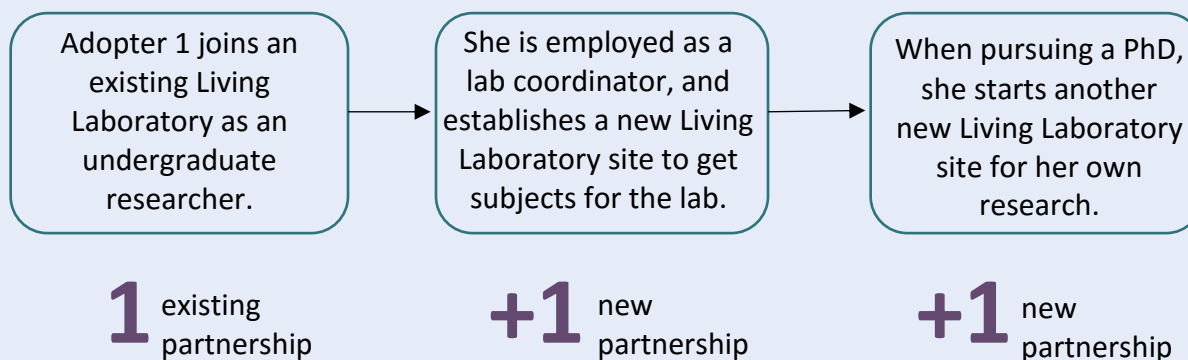 Adopter 1 joins an
existing Living
Laboratory as an
undergraduate
researcher.
She is employed as a
lab coordinator, and
establishes a new Living
Laboratory site to get
subjects for the lab.
When pursuing a PhD,
she starts another
new Living Laboratory
site for her own
research.
1 existing
partnership
+1 new
partnership
+1 new
partnership